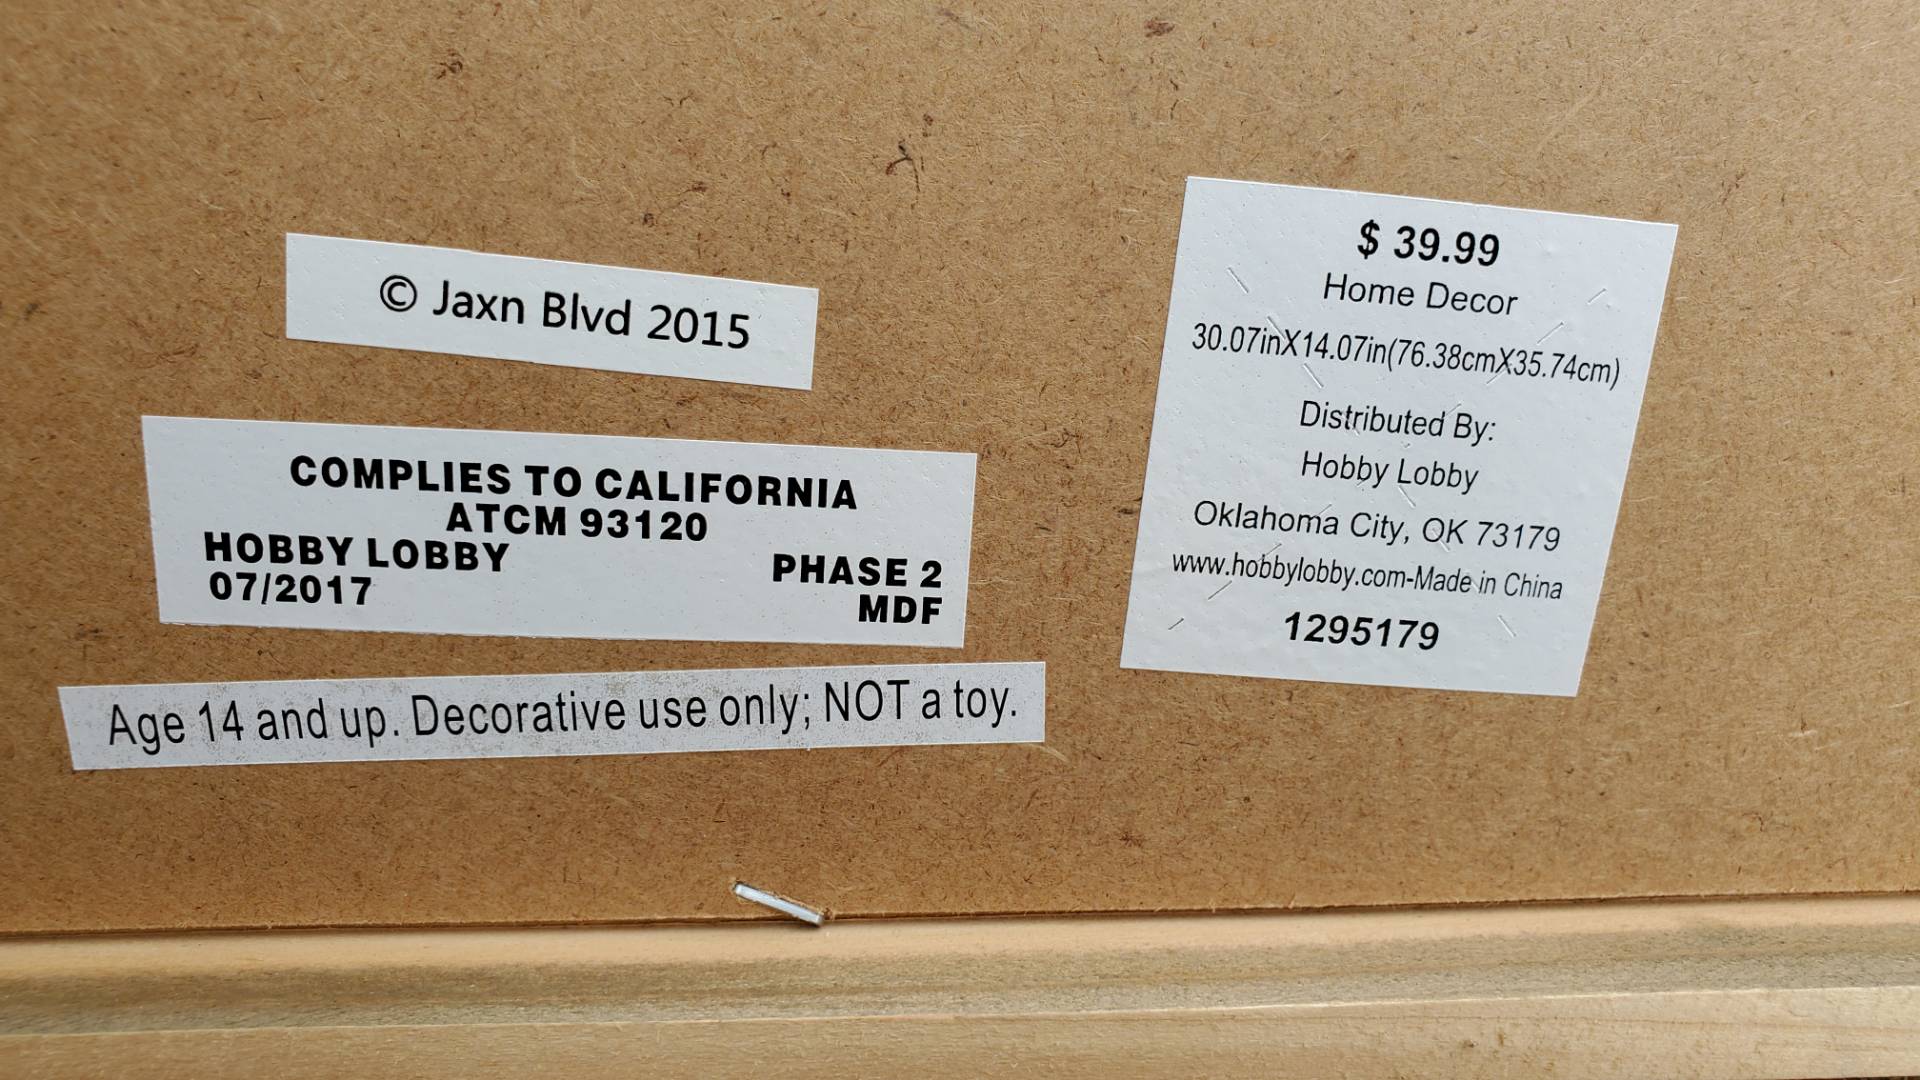 © Jaxn Blvd 2015
COMPLIES TO CALIFORNIA
ATCM 93120
HOBBY LOBBY
07/2017
PHASE 2
MDF
Age 14 and up. Decorative use only; NOT a toy.
$ 39.99
Home Decor
30.07inX14.07in(76.38cmX35.74cm)
Distributed By:
Hobby Lobby
Oklahoma City, OK 73179
www.hobbylobby.com-Made in China
1295179